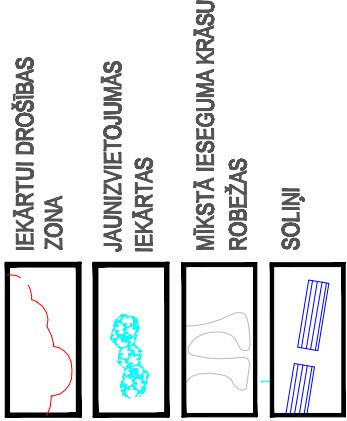 IEKĀRTUI DROŠĪBAS
ZONA
JAUNIZVIETOJUMĀS
IEKĀRTAS
MĪKSTĀ IESEGUMA KRĀSU
ROBEŽAS
SOLIŅI